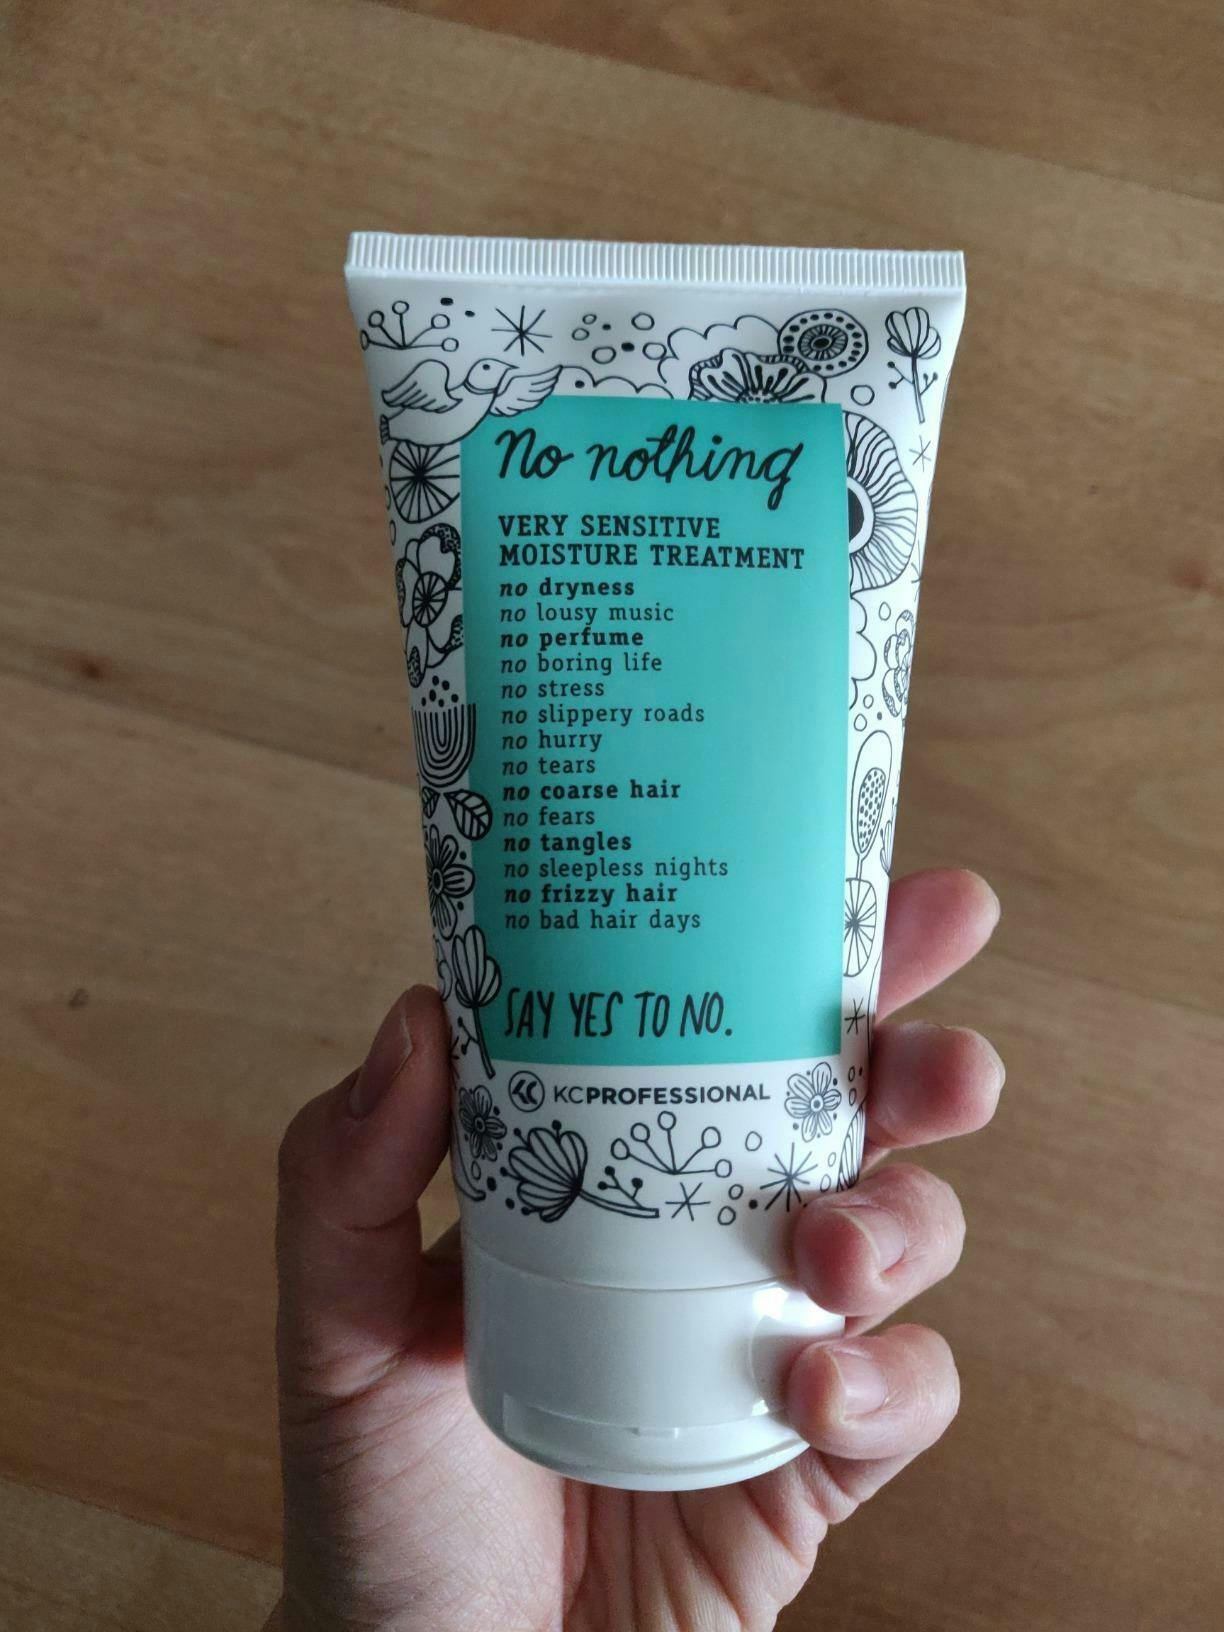 No nothing
VERY SENSITIVE
MOISTURE TREATMENT
no dryness
no lousy music
no perfume
no boring life
no stress
no slippery roads
no hurry
no tears
no coarse hair
no fears
no tangles
no sleepless nights
no frizzy hair
no bad hair days
SAY YES TO NO.
KC KCPROFESSIONAL